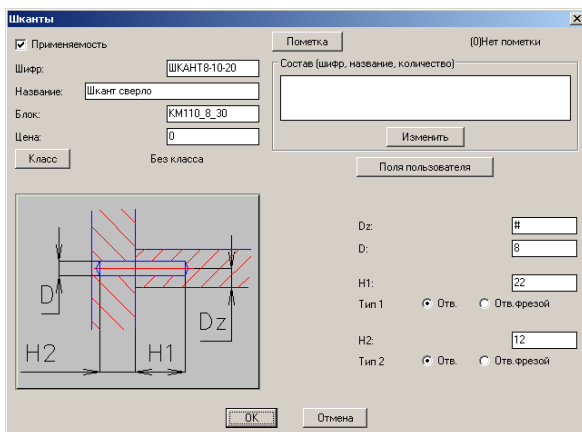 Шканты
Применяемость
Пометка
(0)Нет пометки
Шифр:
ШКАНТ8-10-20
Состав (шифр, название, количество)
Название:
Шкант сверло
Блок:
KM110_8_30
Цена:
0
Изменить
Класс
Без класса
Поля пользователя
Dz:
#
D:
8
H1:
22
Тип 1
Отв.
Отв.фрезой
H2:
12
Тип 2
Отв.
Отв.фрезой
D
Dz
H2
H1
OK
Отмена